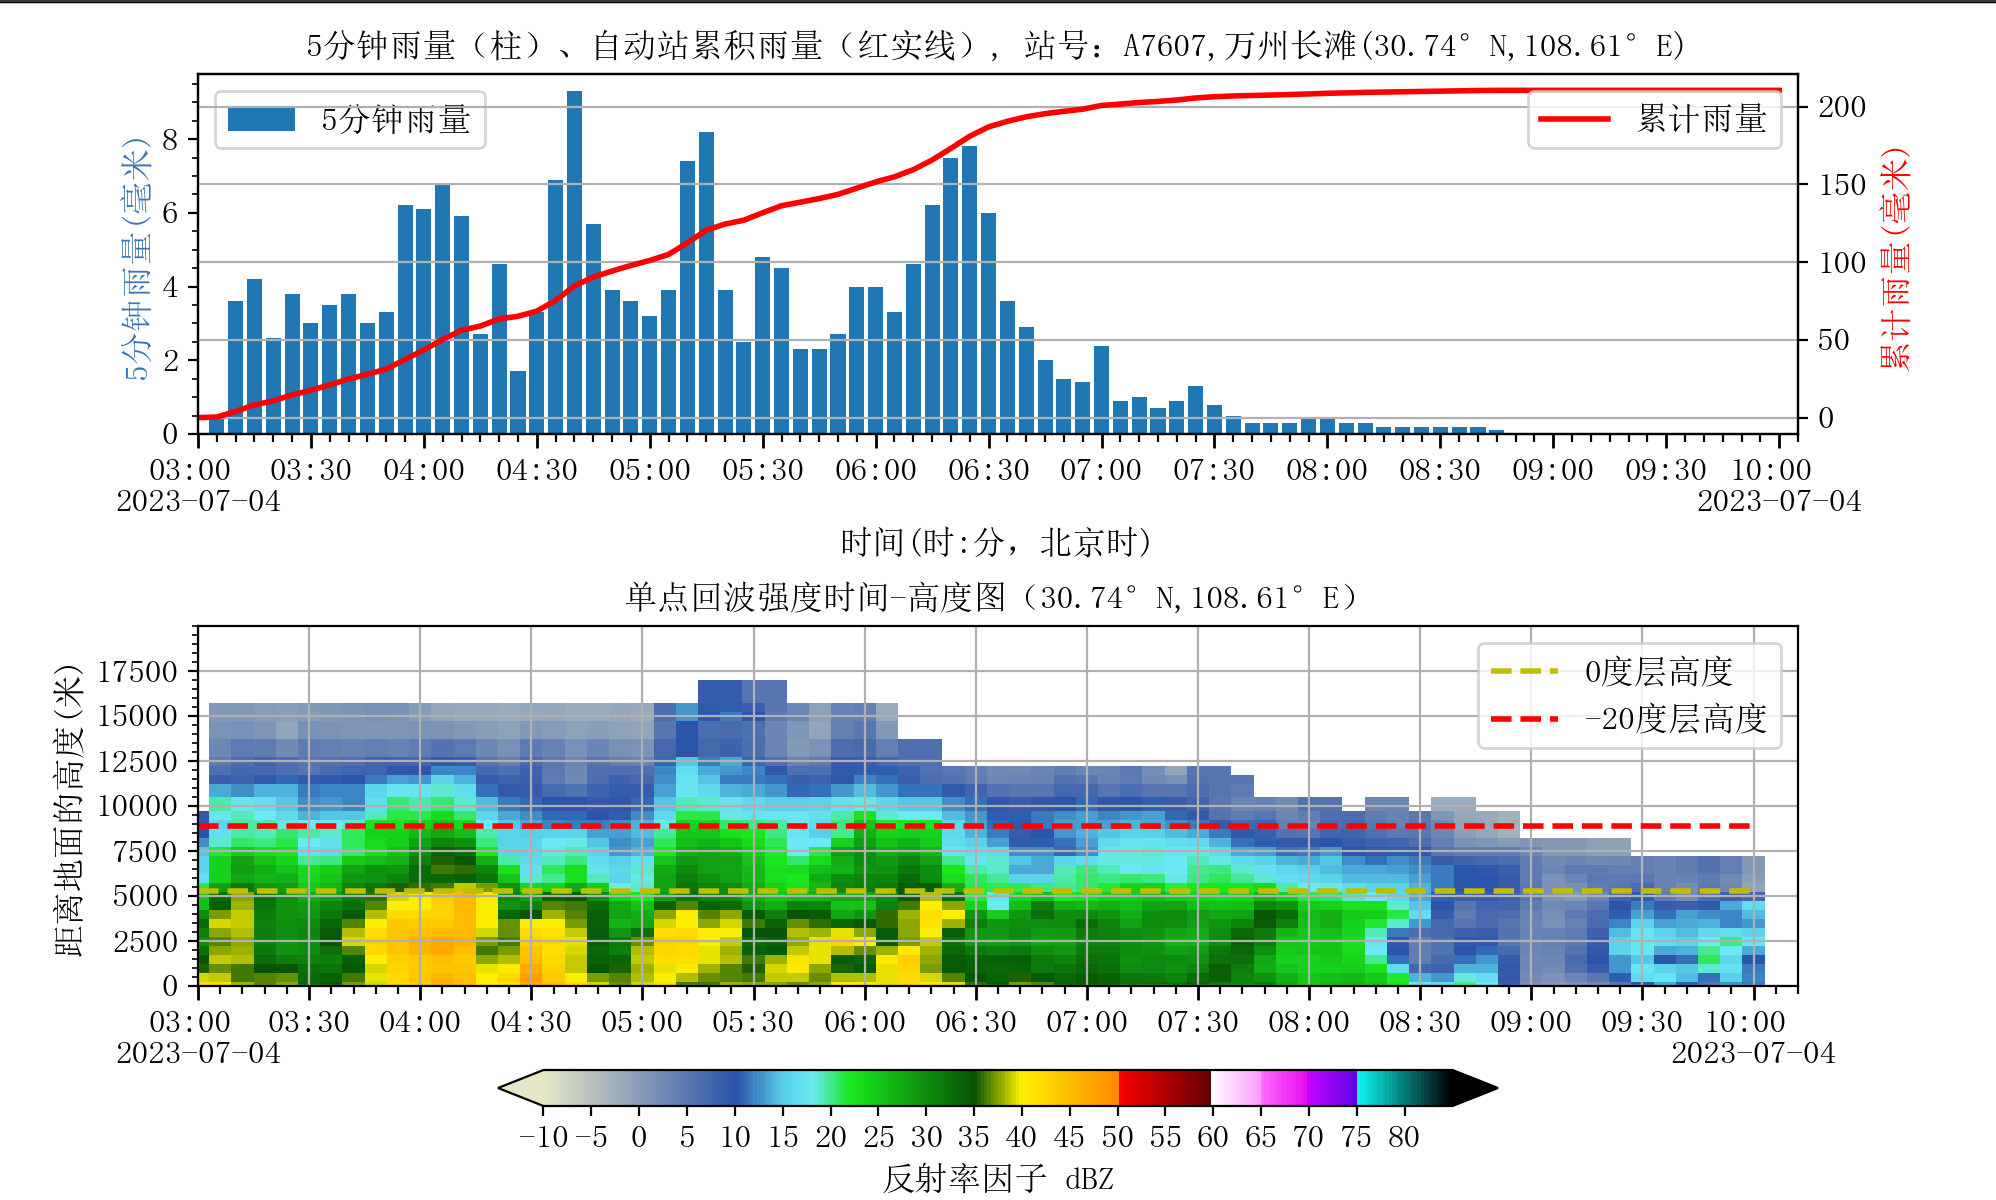 5分钟雨量（柱）、自动站累积雨量（红实线），站号：A7607,万州长滩(30.74°N,108.61°E)
5分钟雨量
累计雨量
5分钟雨量(毫米)
8
6
4
2
0
200
150
100
50
0
累计雨量(毫米)
03:00 03:30 04:00 04:30 05:00 05:30 06:00 06:30 07:00 07:30 08:00 08:30 09:00 09:30 10:00
2023-07-04 2023-07-04
时间(时:分，北京时)
单点回波强度时间-高度图（30.74°N,108.61°E）
0度层高度
-20度层高度
距离地面的高度(米)
17500
15000
12500
10000
7500
5000
2500
0
03:00 03:30 04:00 04:30 05:00 05:30 06:00 06:30 07:00 07:30 08:00 08:30 09:00 09:30 10:00
2023-07-04 2023-07-04
-10 -5 0 5 10 15 20 25 30 35 40 45 50 55 60 65 70 75 80
反射率因子 dBZ